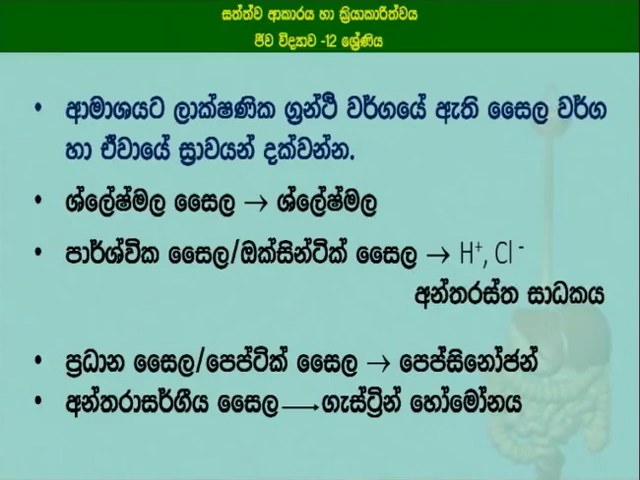 සත්ත්ව ආකාරය හා ක්‍රියාකාරීත්වය
ජීව විද්‍යාව -12 ශ්‍රේණිය
• ආමාශයට ලාක්ෂණික ග්‍රන්ථි වර්ගයේ ඇති සෛල වර්ග
හා ඒවායේ ස්‍රාවයන් දක්වන්න.
• ශ්ලේෂ්මල සෛල → ශ්ලේෂ්මල
• පාර්ශ්වික සෛල/ඔක්සින්ටික් සෛල → H⁺, Cl⁻
අන්තරස්ත සාධකය
• ප්‍රධාන සෛල/පෙප්ටික් සෛල → පෙප්සිනෝජන්
• අන්තරාසර්ගීය සෛල → ගැස්ට්‍රින් හෝමෝනය